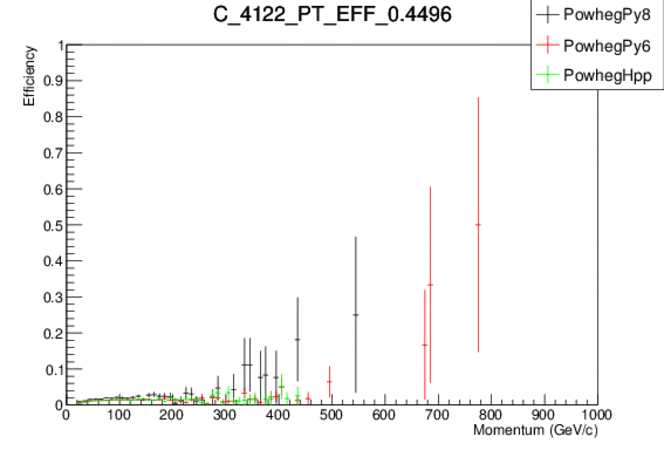 C_4122_PT_EFF_0.4496
PowhegPy8
PowhegPy6
PowhegHpp
Efficiency
1
0.9
0.8
0.7
0.6
0.5
0.4
0.3
0.2
0.1
0
0 100 200 300 400 500 600 700 800 900 1000
Momentum (GeV/c)